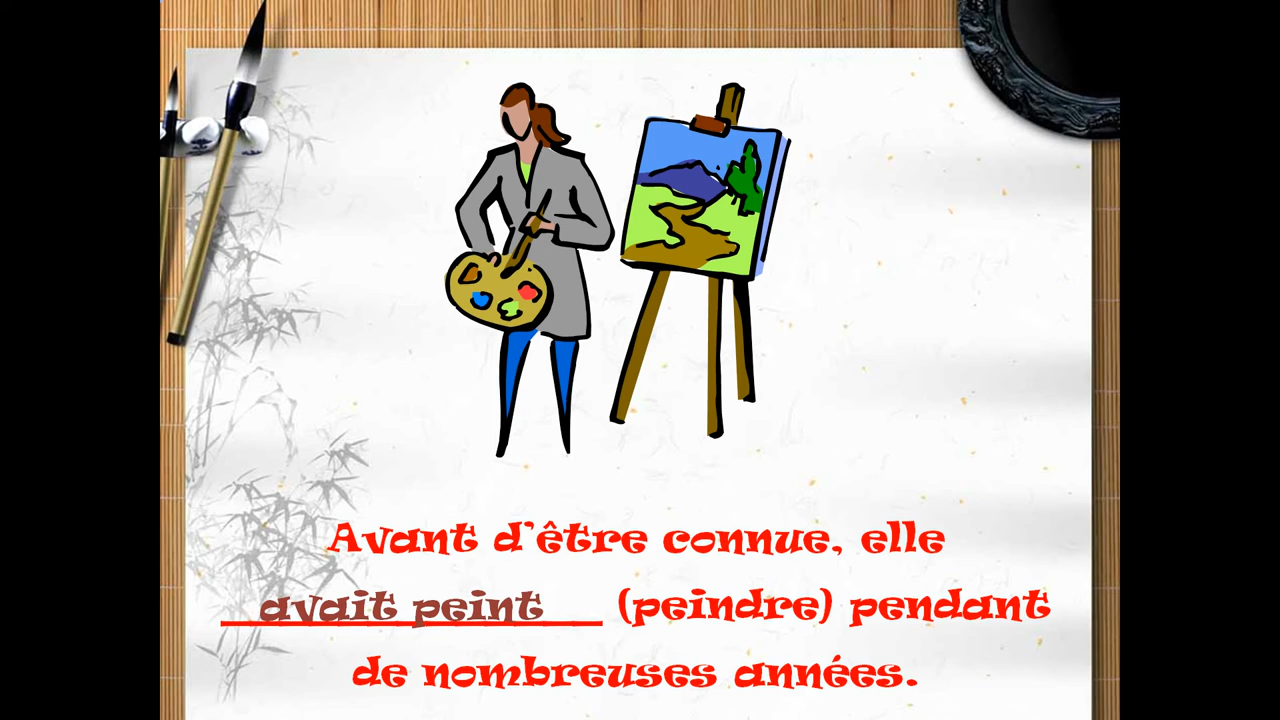 Avant d'être connue, elle
avait peint (peindre) pendant
de nombreuses années.